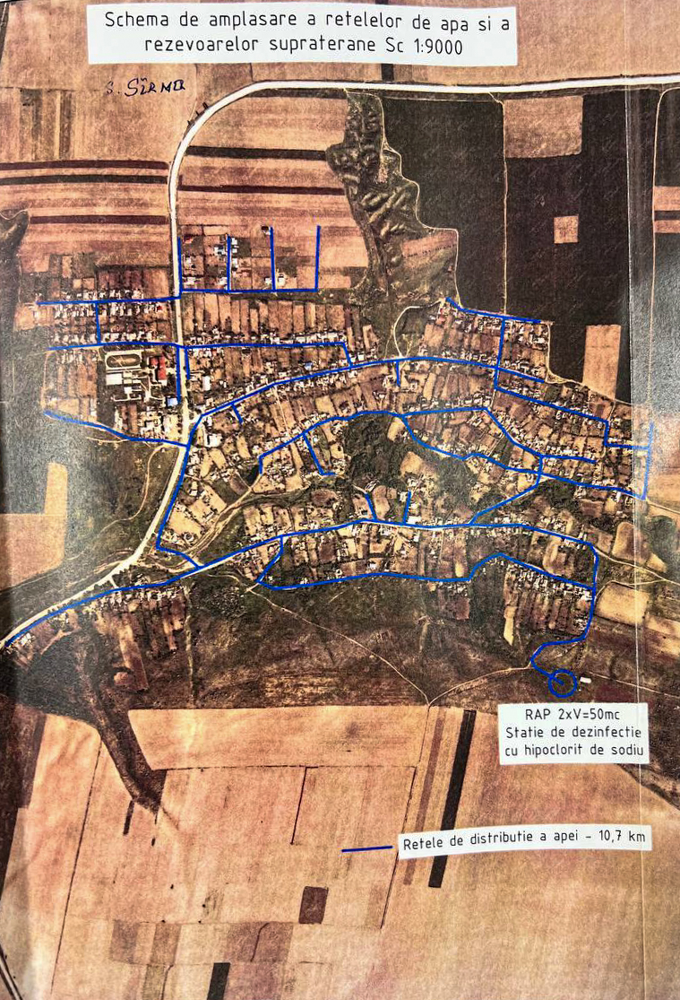 Schema de amplasare a retelelor de apa si a
rezevoarelor supraterane Sc 1:9000
s. Sîrma
RAP 2xV=50mc
Statie de dezinfectie
cu hipoclorit de sodiu
Retele de distributie a apei - 10,7 km